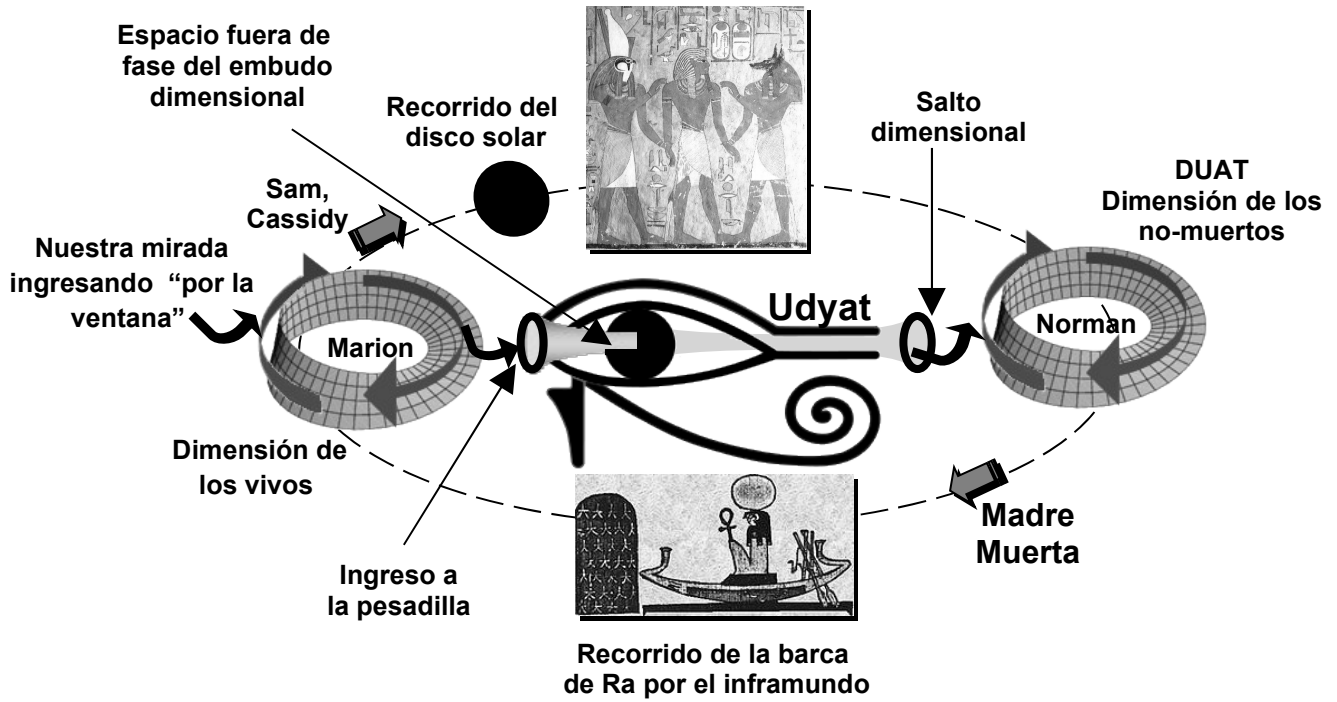 Espacio fuera de
fase del embudo
dimensional
Recorrido del
disco solar
Salto
dimensional
DUAT
Dimensión de los
no-muertos
Sam,
Cassidy
Nuestra mirada
ingresando “por la
ventana”
Marion
Udyat
Norman
Dimensión de
los vivos
Madre
Muerta
Ingreso a
la pesadilla
Recorrido de la barca
de Ra por el inframundo